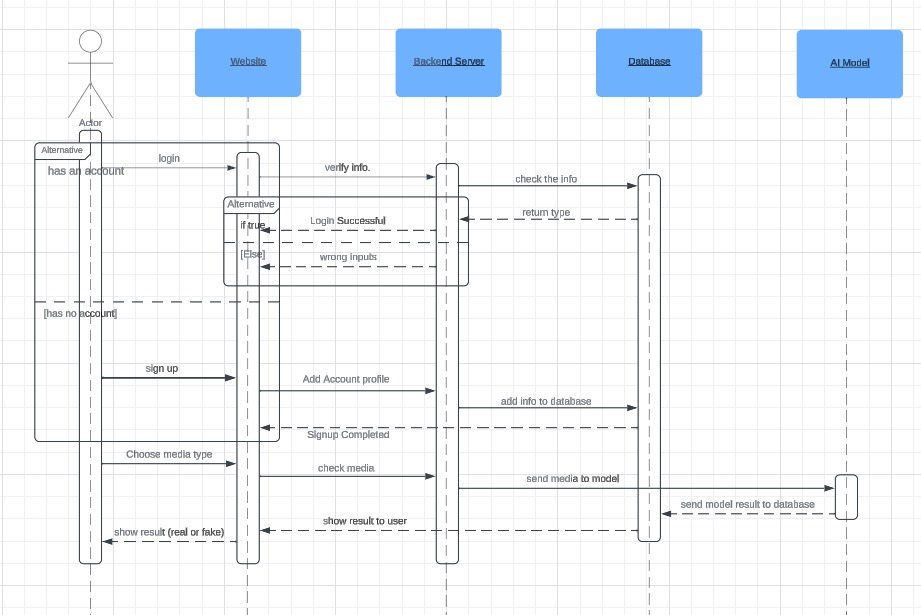 Website
Backend Server
Database
AI Model
Actor
Alternative
has an account
login
verify info.
check the info
Alternative
return type
if true
Login Successful
[Else]
wrong inputs
[has no account]
sign up
Add Account profile
add info to database
Signup Completed
Choose media type
check media
send media to model
send model result to database
show result to user
show result (real or fake)